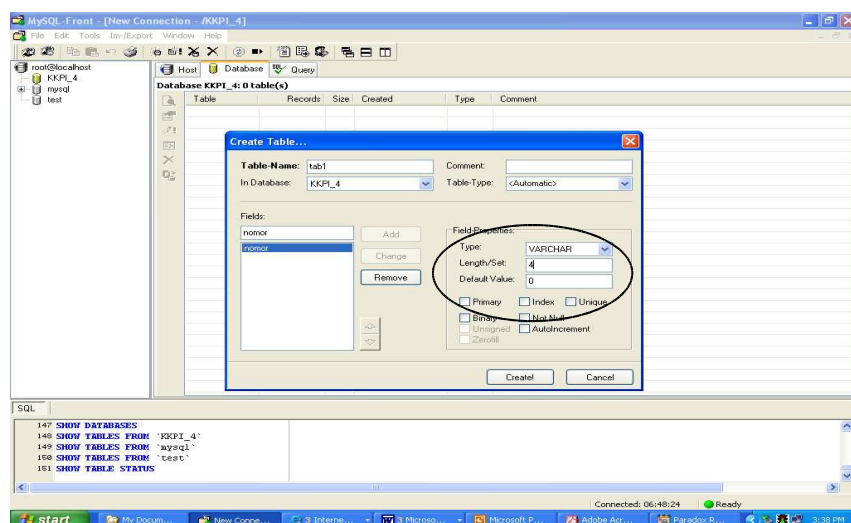 MySQL-Front - [New Connection - /KKPI_4]
File Edit Tools Im-/Export Window Help
root@localhost
KKPI_4
mysql
test
Host Database Query
Database KKPI_4: 0 table(s)
Table Records Size Created Type Comment
Create Table...
Table-Name: tab1 Comment:
In Database: KKPI_4 Table-Type: <Automatic>
Fields:
nomor
nomor
Add
Change
Remove
Field-Properties:
Type: VARCHAR
Length/Set: 4
Default Value: 0
Primary Index Unique
Binary Not Null
Unsigned AutoIncrement
Zerofill
Create! Cancel
SQL
147 SHOW DATABASES
148 SHOW TABLES FROM `KKPI_4`
149 SHOW TABLES FROM `mysql`
150 SHOW TABLES FROM `test`
151 SHOW TABLE STATUS
Connected: 06:48:24 Ready
start My Docum... New Conne... 3 Interne... 3 Microso... Microsoft P... Adobe Acr... Paradox R... 3:38 PM